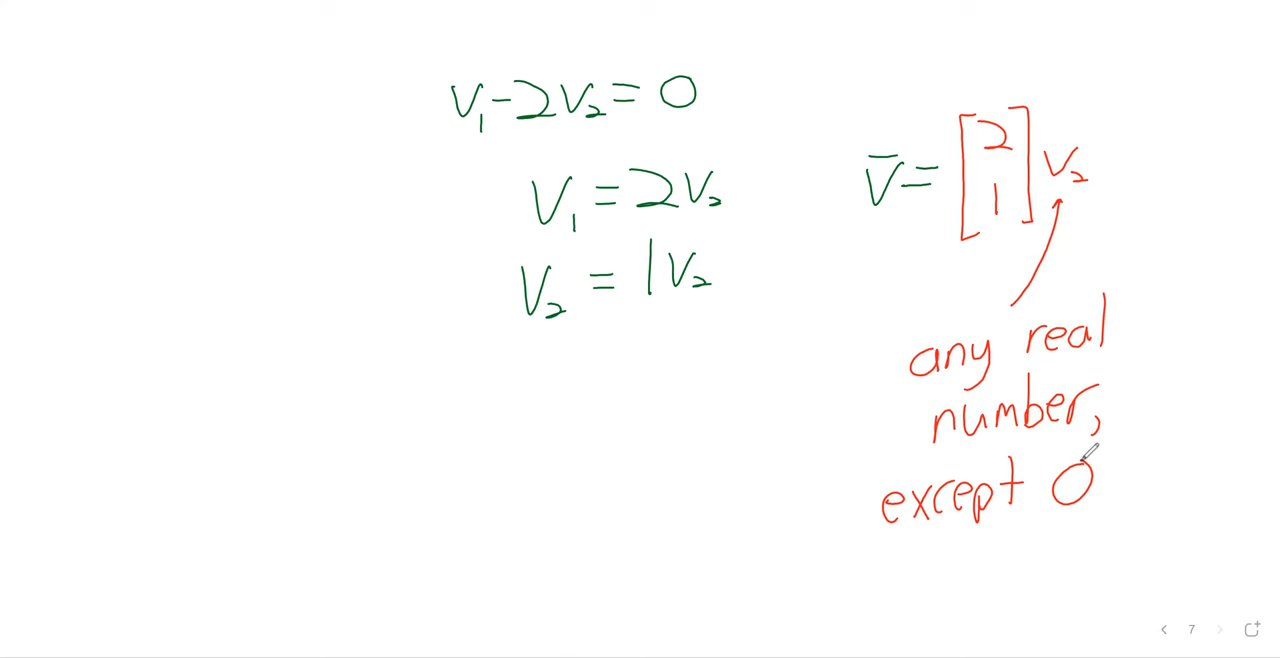 v₁-2v₂=0
v₁=2v₂
v₂=1v₂
v̄=[2 1]v₂
any real
number,
except 0
7